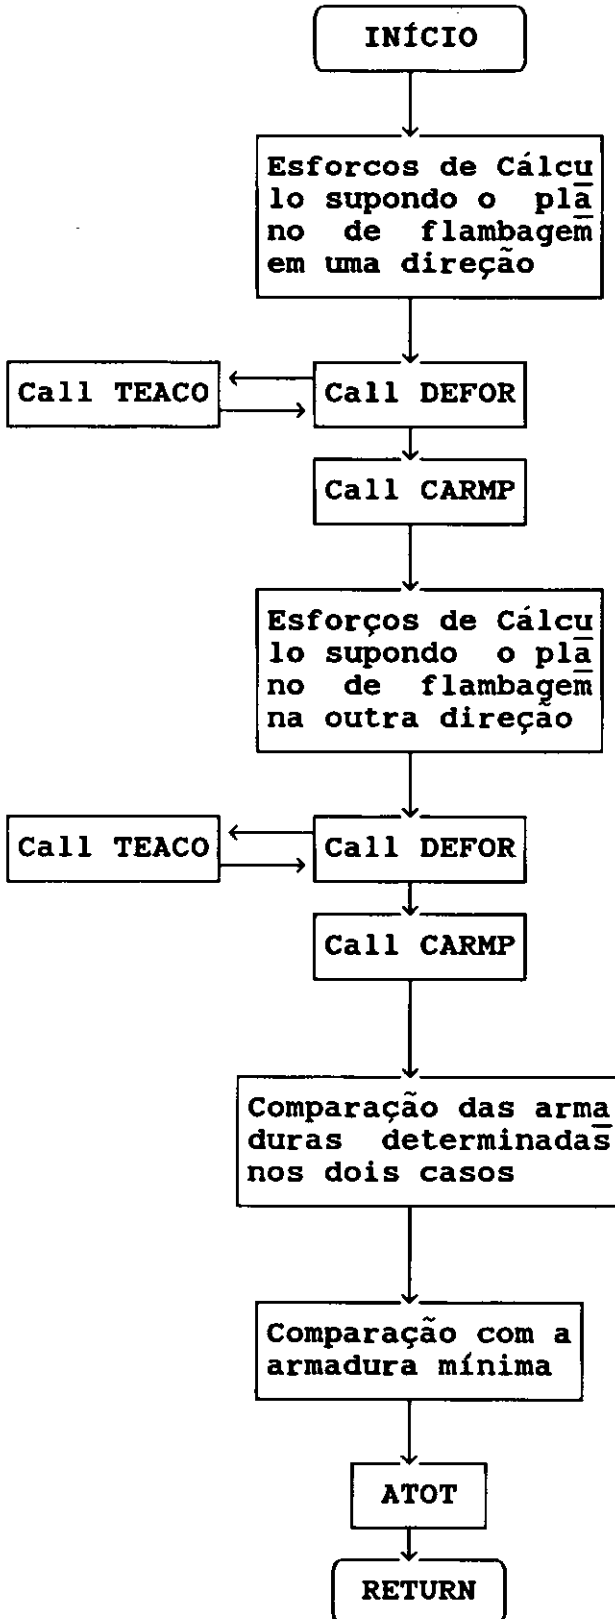 INÍCIO
Esforcos de Cálcu
lo supondo o pla
no de flambagem
em uma direção
Call TEACO
Call DEFOR
Call CARMP
Esforços de Cálcu
lo supondo o pla
no de flambagem
na outra direção
Call TEACO
Call DEFOR
Call CARMP
Comparação das arma
duras determinadas
nos dois casos
Comparação com a
armadura mínima
ATOT
RETURN